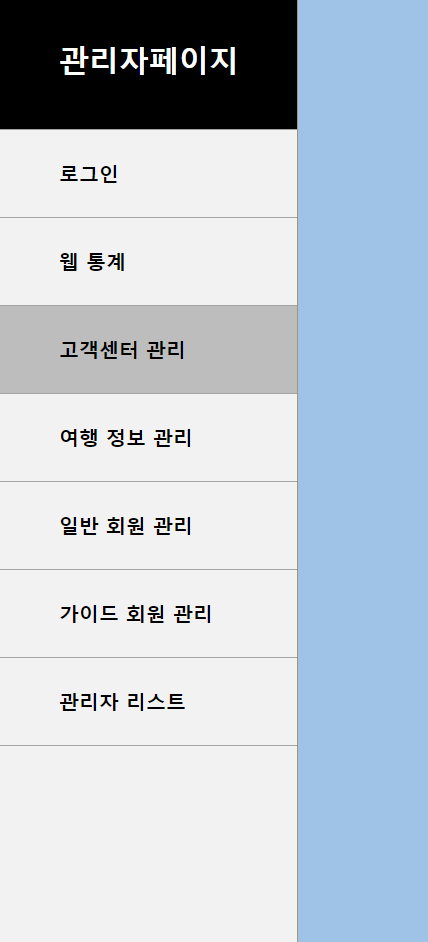 관리자페이지
로그인
웹 통계
고객센터 관리
여행 정보 관리
일반 회원 관리
가이드 회원 관리
관리자 리스트